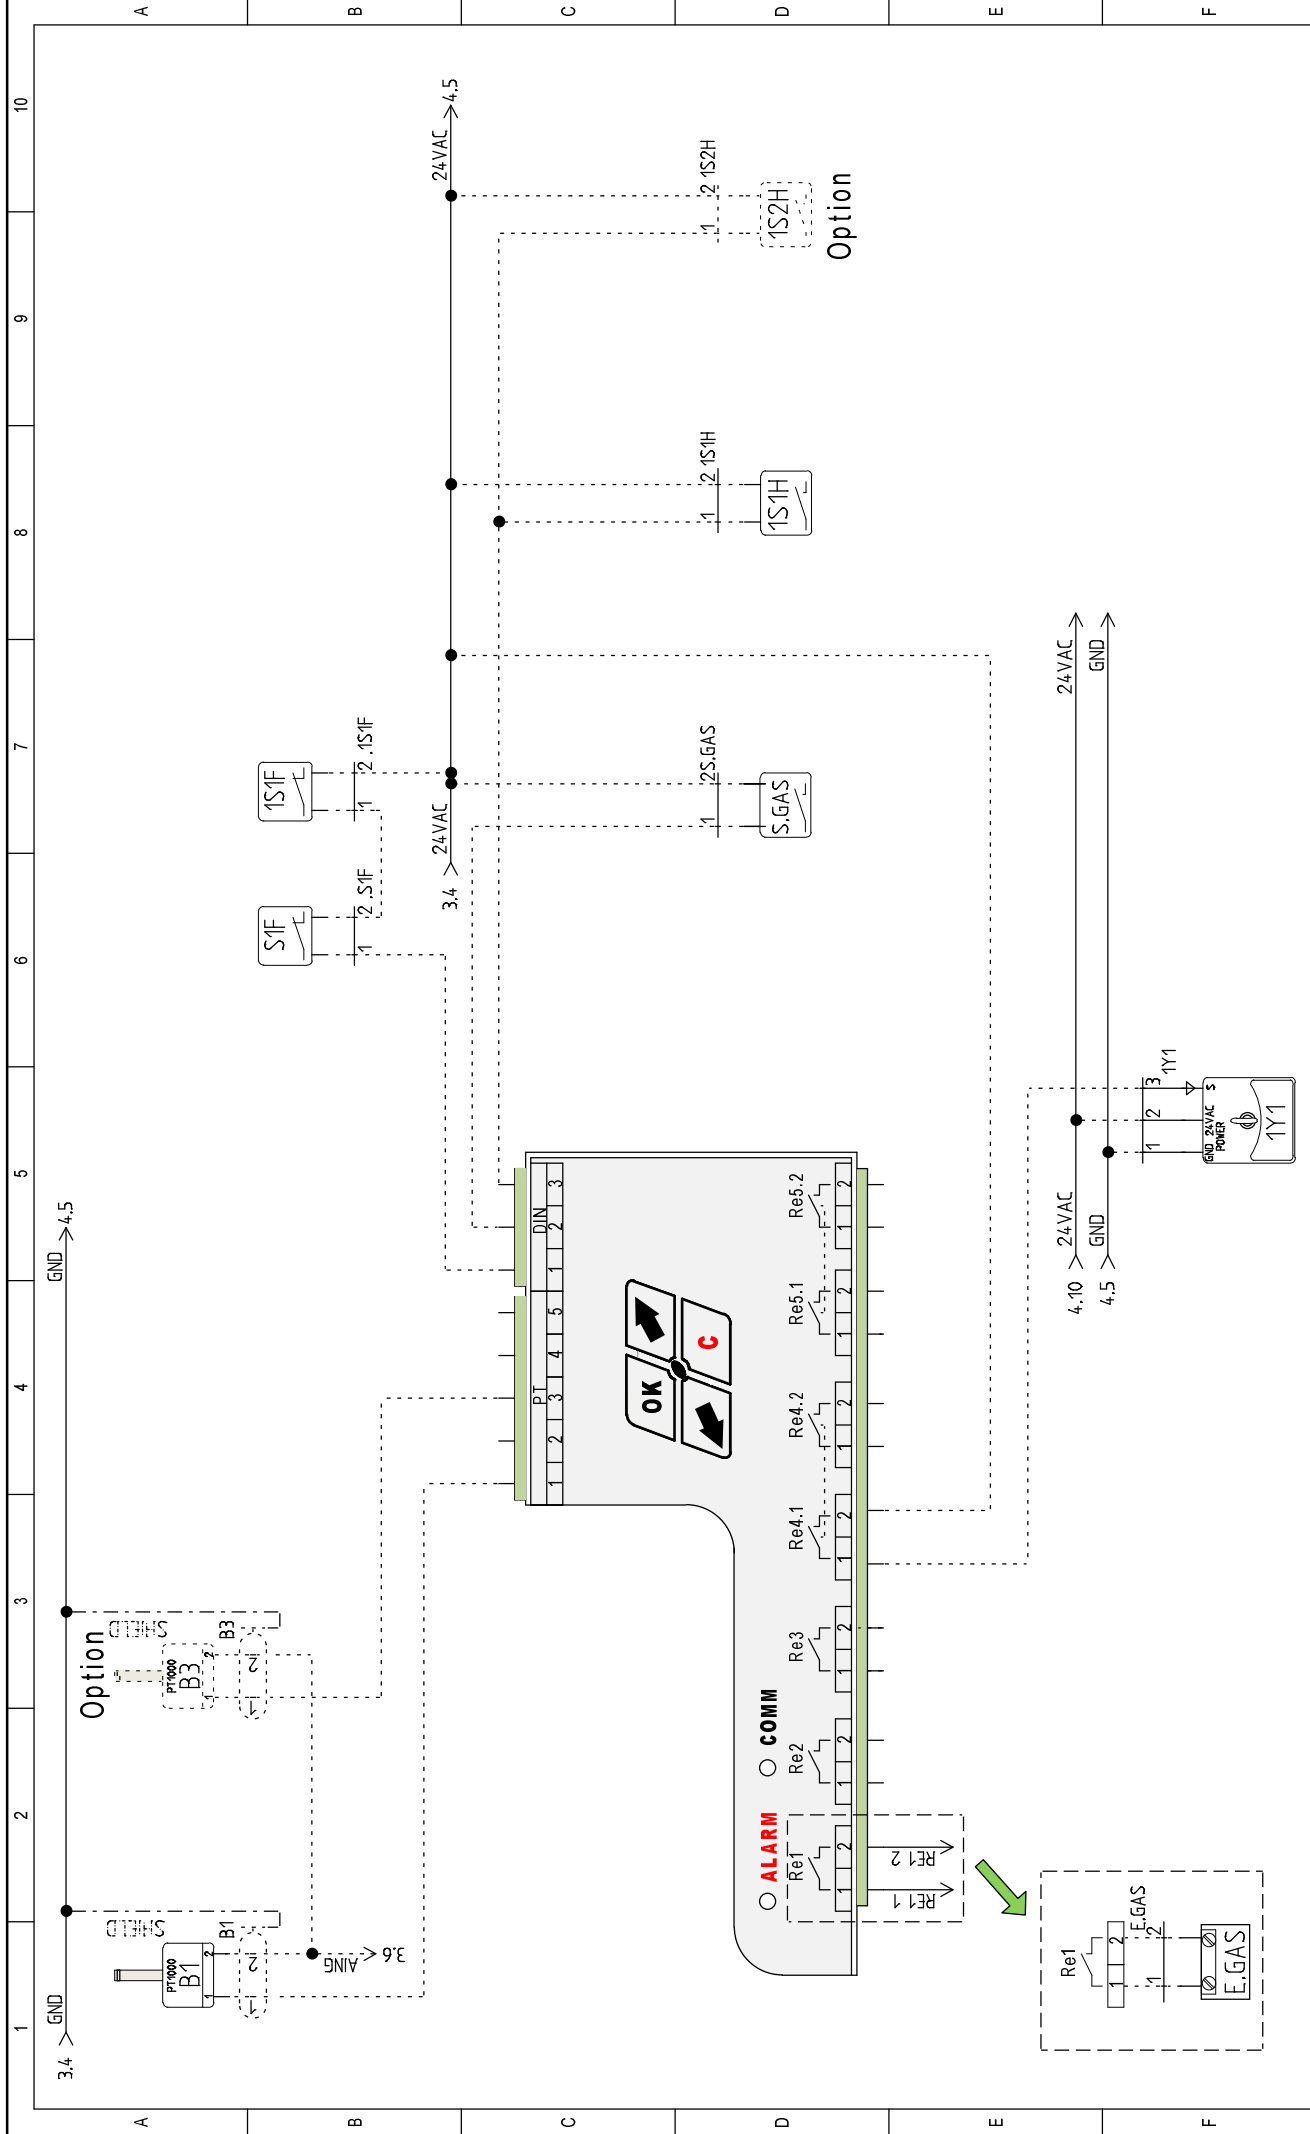 A
B
C
D
E
F
10
9
8
7
6
5
4
3
2
1
24VAC
4.5
2 1S2H
1
1S2H
Option
2 1S1H
1
1S1H
1S1F
2 .1S1F
1
24VAC
3.4
2S.GAS
1
S.GAS
S1F
2 .S1F
1
24VAC
GND
24VAC
GND
4.10
4.5
1Y1
1 2 3
GND 24VAC S
POWER
1Y1
GND
4.5
DIN
1 2 3
PT
1 2 3 4 5
OK
C
Re5.2
1 2
Re5.1
1 2
Re4.2
1 2
Re4.1
1 2
Re3
1 2
Re2
1 2
Re1
1 2
COMM
ALARM
RE1 2
RE1 1
Option
SHIELD
PT1000
B3
1 2
B3
1 2
SHIELD
PT1000
B1
1 2
B1
1 2
AING
3.6
GND
3.4
Re1
1 2
E.GAS
1 2
E.GAS
A
B
C
D
E
F